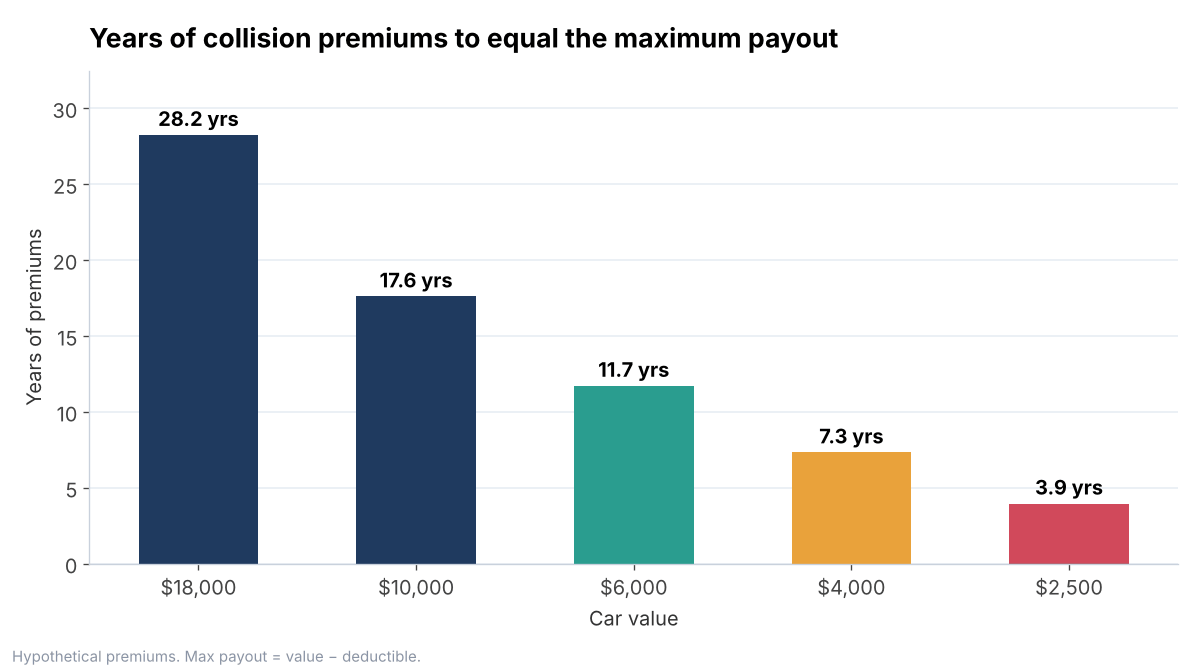 Years of collision premiums to equal the maximum payout
Years of premiums
30
25
20
15
10
5
0
28.2 yrs
17.6 yrs
11.7 yrs
7.3 yrs
3.9 yrs
$18,000
$10,000
$6,000
$4,000
$2,500
Car value
Hypothetical premiums. Max payout = value − deductible.